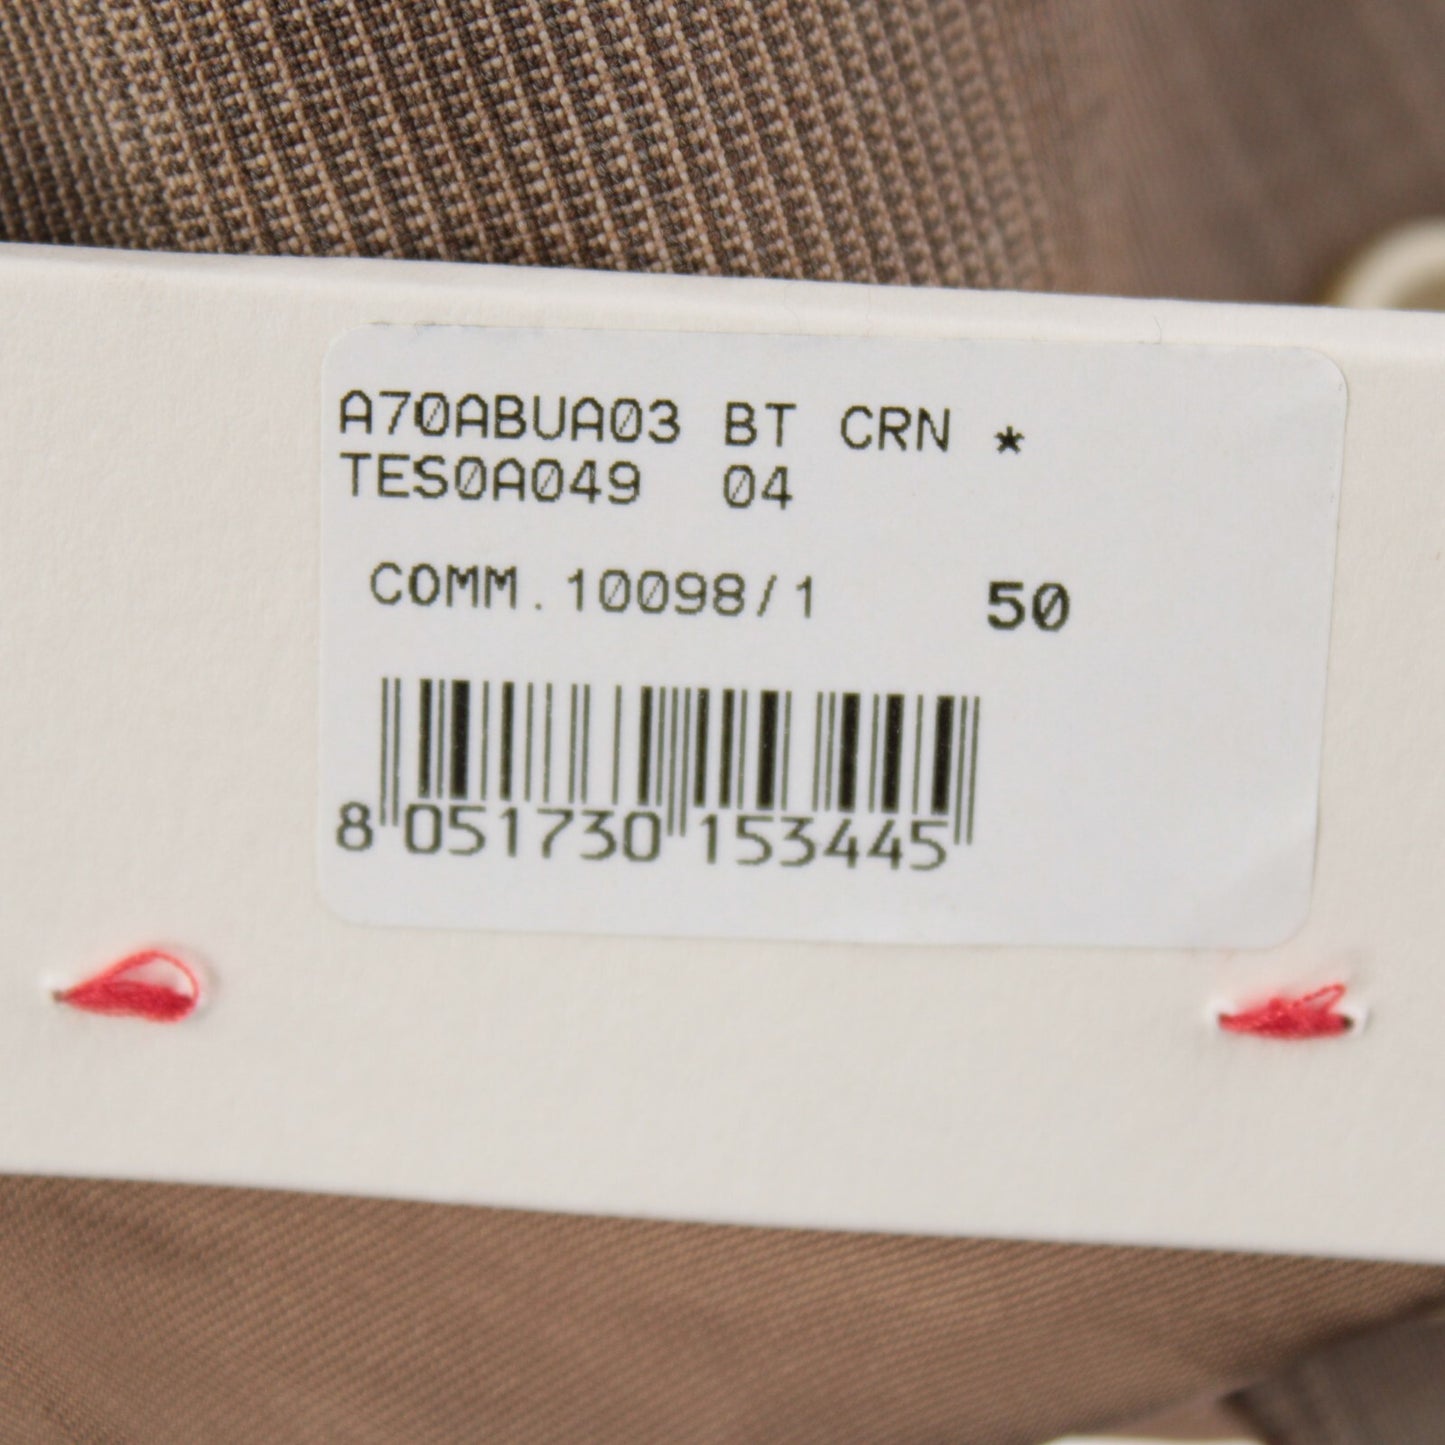 A70ABUA03 BT CRN *
TES0A049 04
COMM.10098/1 50
8 051730 153445